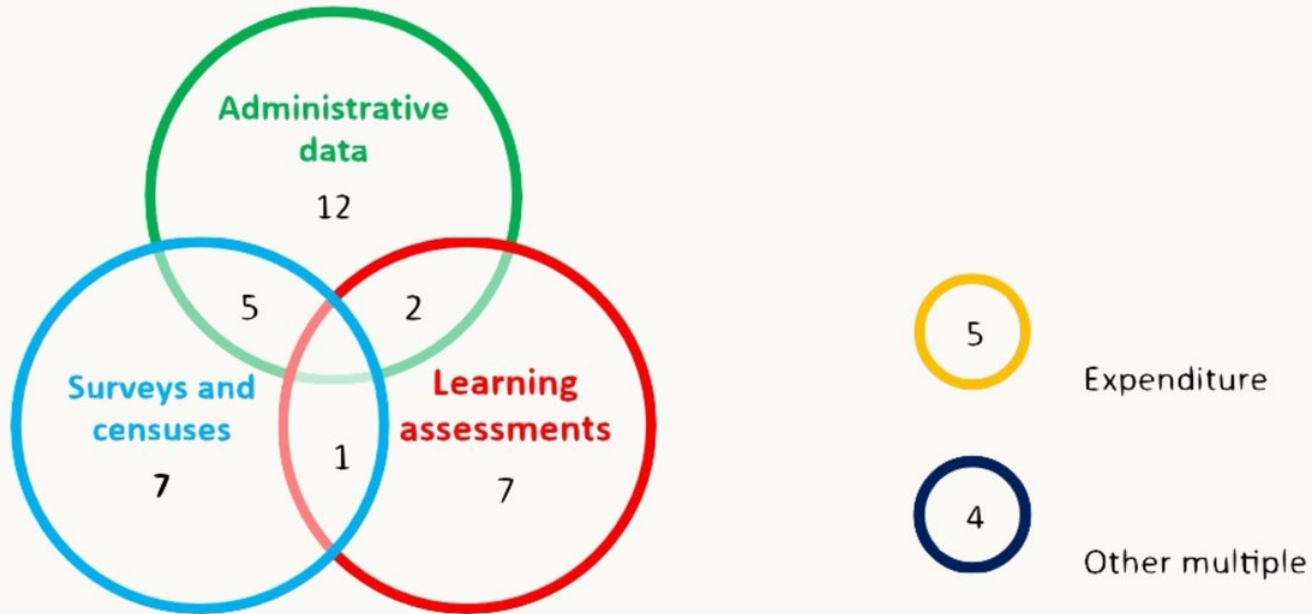 Administrative
data
12
5
2
Surveys and
censuses
7
1
Learning
assessments
7
5
Expenditure
4
Other multiple